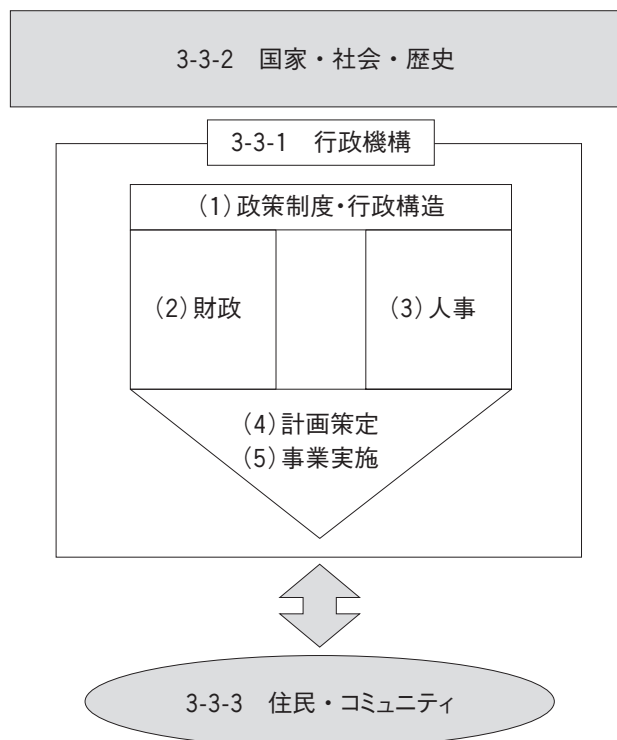 3-3-2 国家・社会・歴史
3-3-1 行政機構
(1)政策制度・行政構造
(2)財政
(3)人事
(4)計画策定
(5)事業実施
3-3-3 住民・コミュニティ